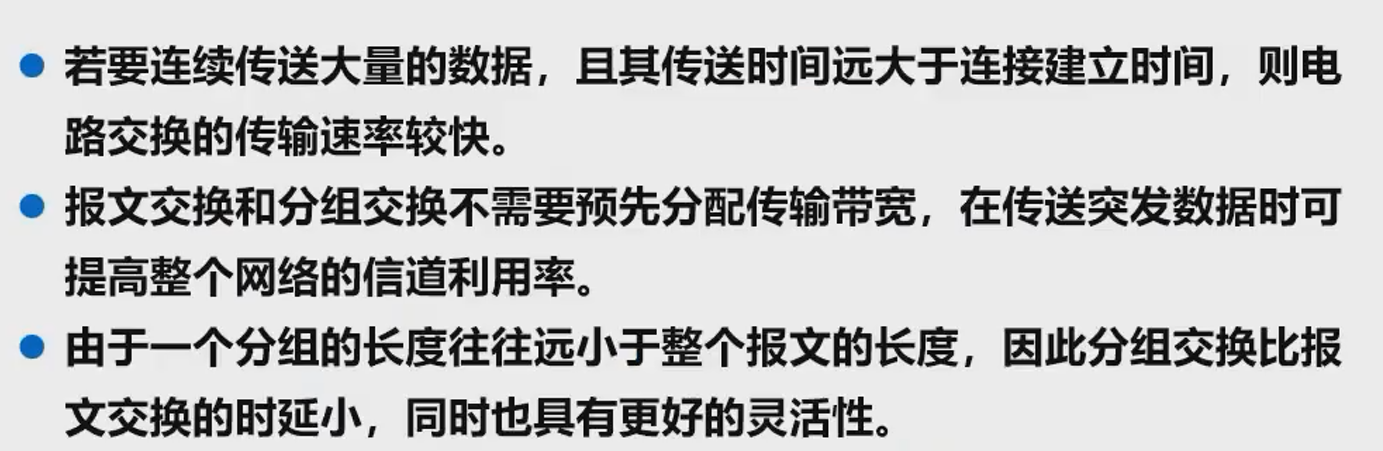 ● 若要连续传送大量的数据，且其传送时间远大于连接建立时间，则电
路交换的传输速率较快。
● 报文交换和分组交换不需要预先分配传输带宽，在传送突发数据时可
提高整个网络的信道利用率。
● 由于一个分组的长度往往远小于整个报文的长度，因此分组交换比报
文交换的时延小，同时也具有更好的灵活性。